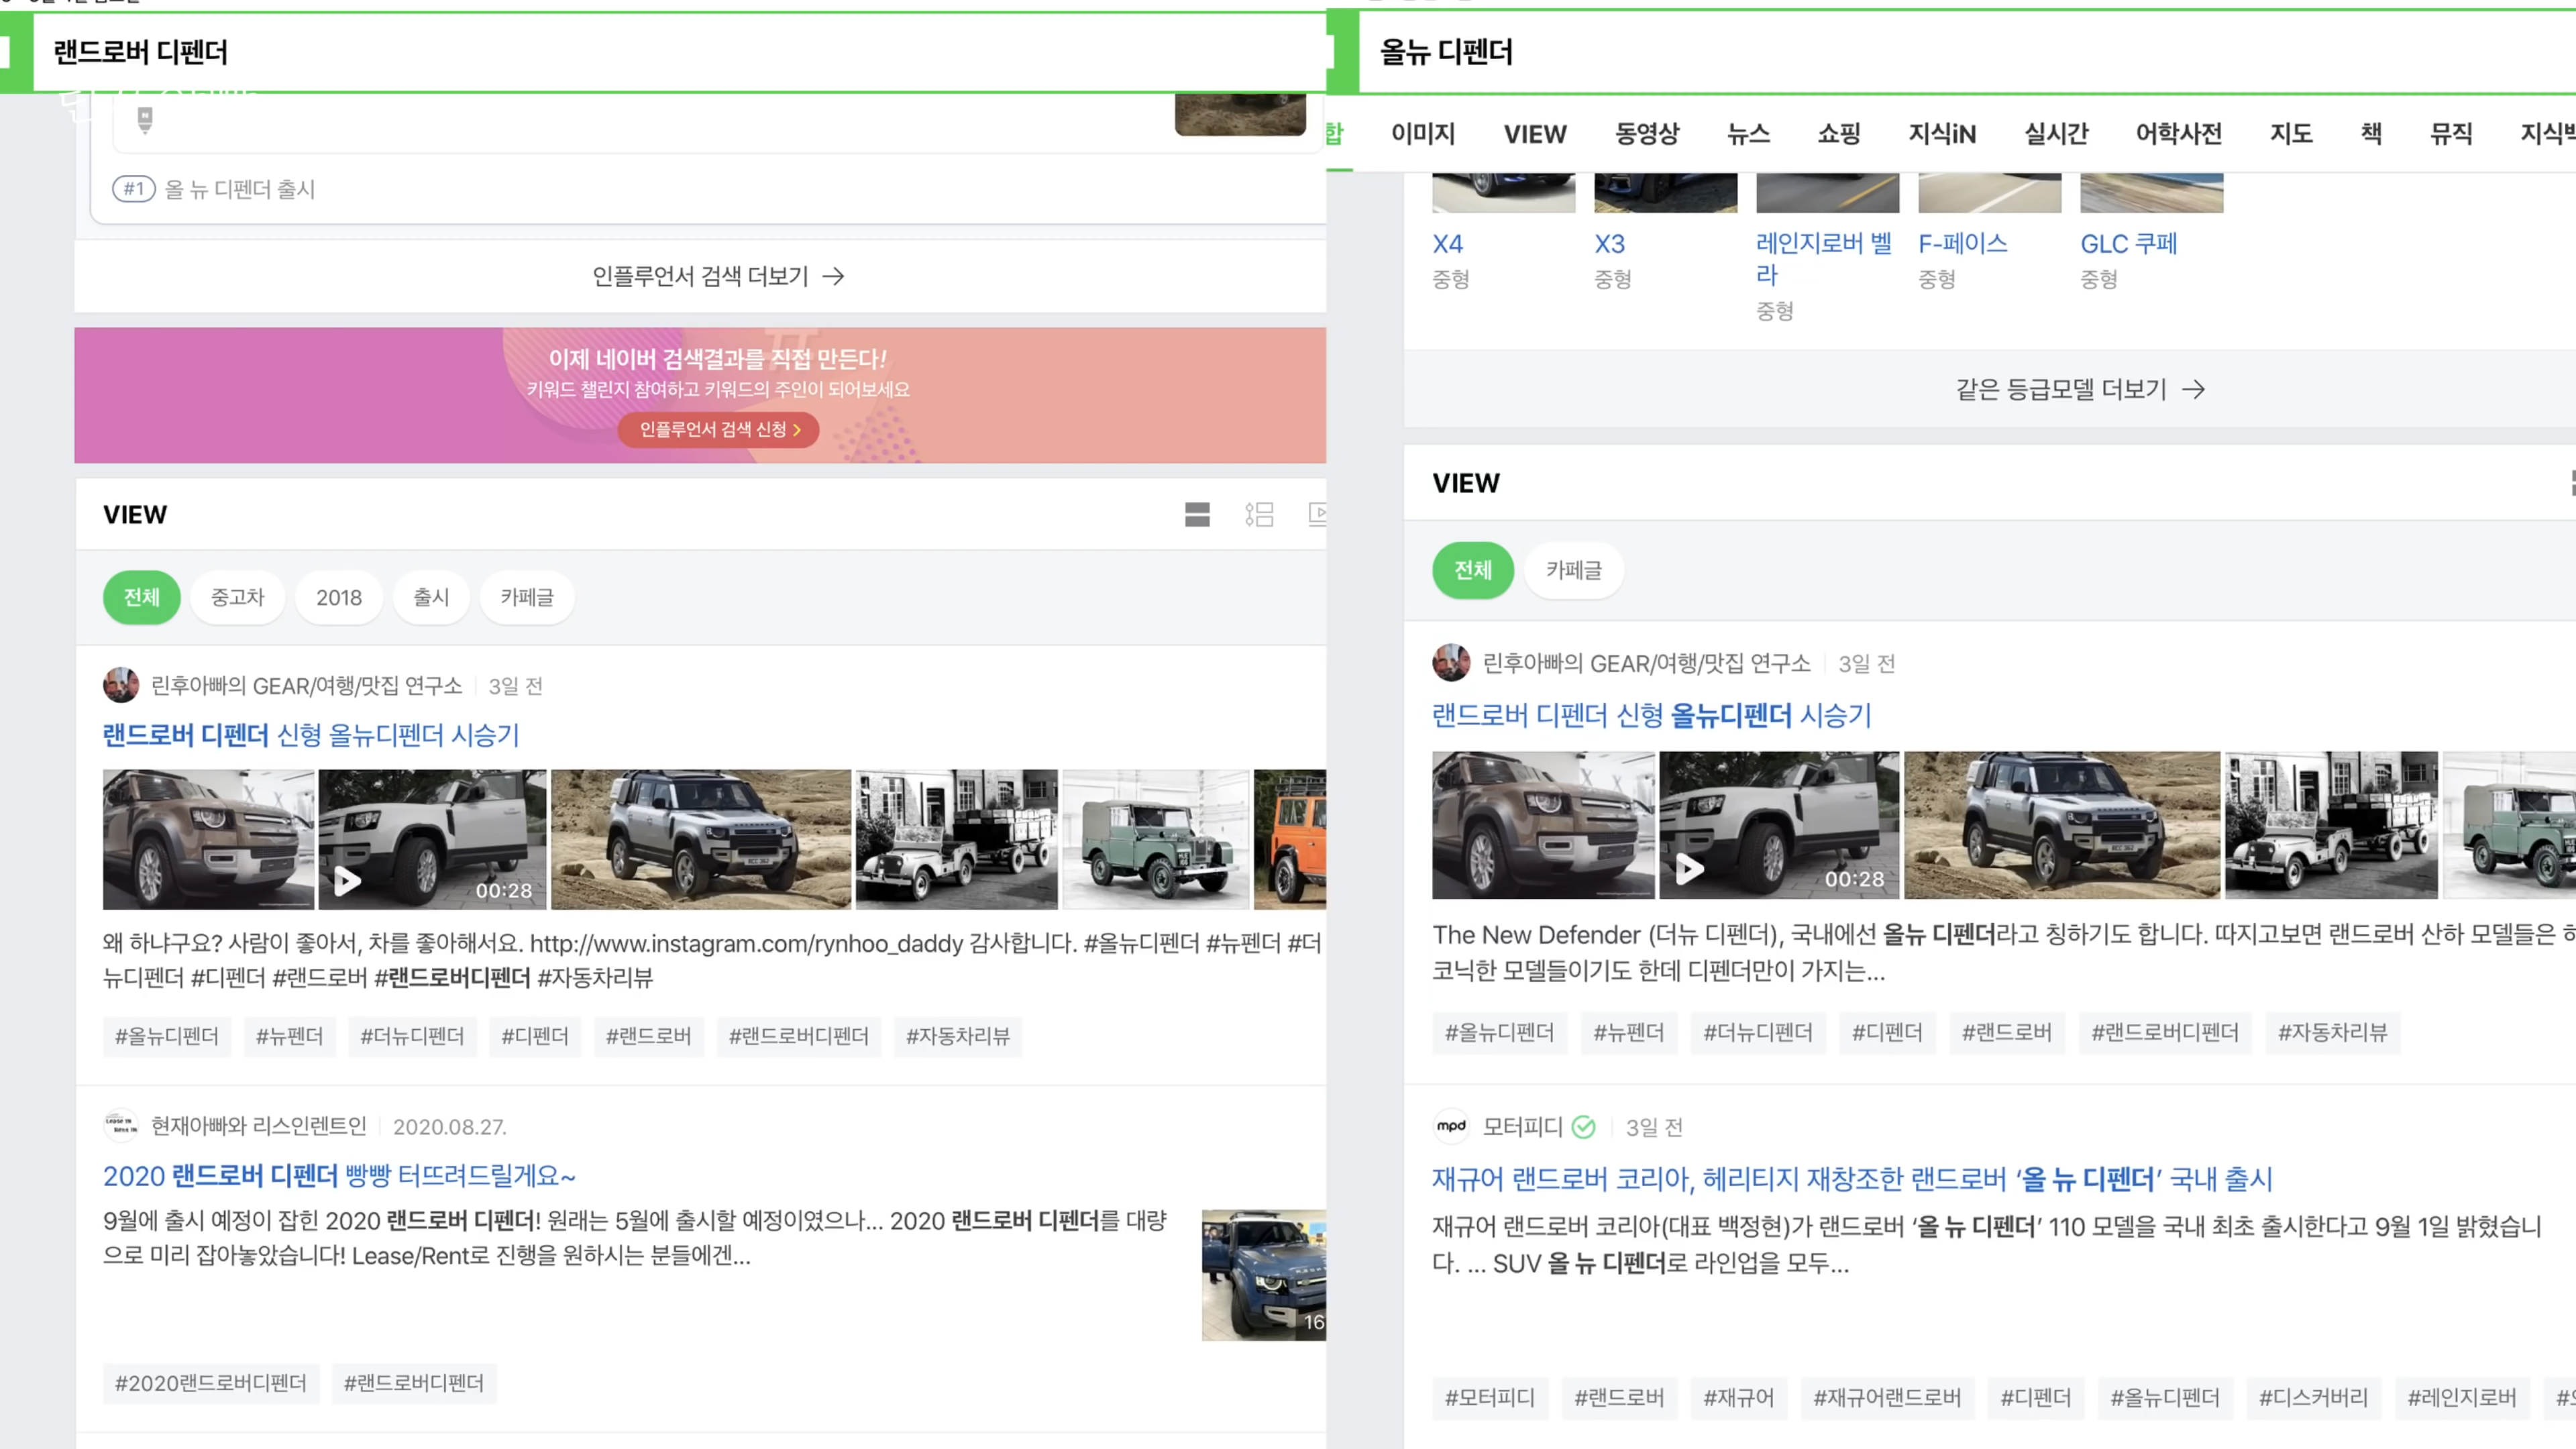 랜드로버 디펜더
#1 올 뉴 디펜더 출시
인플루언서 검색 더보기 →
이제 네이버 검색결과를 직접 만든다!
키워드 챌린지 참여하고 키워드의 주인이 되어보세요
인플루언서 검색 신청 >
VIEW
전체 중고차 2018 출시 카페글
린후아빠의 GEAR/여행/맛집 연구소 3일 전
랜드로버 디펜더 신형 올뉴디펜더 시승기
00:28
왜 하냐구요? 사람이 좋아서, 차를 좋아해서요. http://www.instagram.com/rynhoo_daddy 감사합니다. #올뉴디펜더 #뉴펜더 #더
뉴디펜더 #디펜더 #랜드로버 #랜드로버디펜더 #자동차리뷰
#올뉴디펜더 #뉴펜더 #더뉴디펜더 #디펜더 #랜드로버 #랜드로버디펜더 #자동차리뷰
현재아빠와 리스인렌트인 2020.08.27.
2020 랜드로버 디펜더 빵빵 터뜨려드릴게요~
9월에 출시 예정이 잡힌 2020 랜드로버 디펜더! 원래는 5월에 출시할 예정이였으나... 2020 랜드로버 디펜더를 대량
으로 미리 잡아놓았습니다! Lease/Rent로 진행을 원하시는 분들에겐...
16
#2020랜드로버디펜더 #랜드로버디펜더
올뉴 디펜더
합 이미지 VIEW 동영상 뉴스 쇼핑 지식iN 실시간 어학사전 지도 책 뮤직 지식백
X4 X3 레인지로버 벨 F-페이스 GLC 쿠페
라
중형 중형 중형 중형 중형
같은 등급모델 더보기 →
VIEW
전체 카페글
린후아빠의 GEAR/여행/맛집 연구소 3일 전
랜드로버 디펜더 신형 올뉴디펜더 시승기
00:28
The New Defender (더뉴 디펜더), 국내에선 올뉴 디펜더라고 칭하기도 합니다. 따지고보면 랜드로버 산하 모델들은
코닉한 모델들이기도 한데 디펜더만이 가지는...
#올뉴디펜더 #뉴펜더 #더뉴디펜더 #디펜더 #랜드로버 #랜드로버디펜더 #자동차리뷰
mpd 모터피디 3일 전
재규어 랜드로버 코리아, 헤리티지 재창조한 랜드로버 ‘올 뉴 디펜더’ 국내 출시
재규어 랜드로버 코리아(대표 백정현)가 랜드로버 ‘올 뉴 디펜더’ 110 모델을 국내 최초 출시한다고 9월 1일 밝혔습니
다. ... SUV 올 뉴 디펜더로 라인업을 모두...
#모터피디 #랜드로버 #재규어 #재규어랜드로버 #디펜더 #올뉴디펜더 #디스커버리 #레인지로버